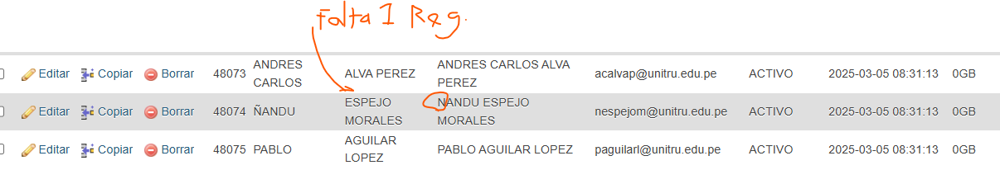 Falta 1 Reg.
Editar Copiar Borrar 48073 ANDRES CARLOS ALVA PEREZ ANDRES CARLOS ALVA PEREZ acalvap@unitru.edu.pe ACTIVO 2025-03-05 08:31:13 0GB
Editar Copiar Borrar 48074 ÑANDU ESPEJO MORALES NANDU ESPEJO MORALES nespejom@unitru.edu.pe ACTIVO 2025-03-05 08:31:13 0GB
Editar Copiar Borrar 48075 PABLO AGUILAR LOPEZ PABLO AGUILAR LOPEZ paguilarl@unitru.edu.pe ACTIVO 2025-03-05 08:31:13 0GB